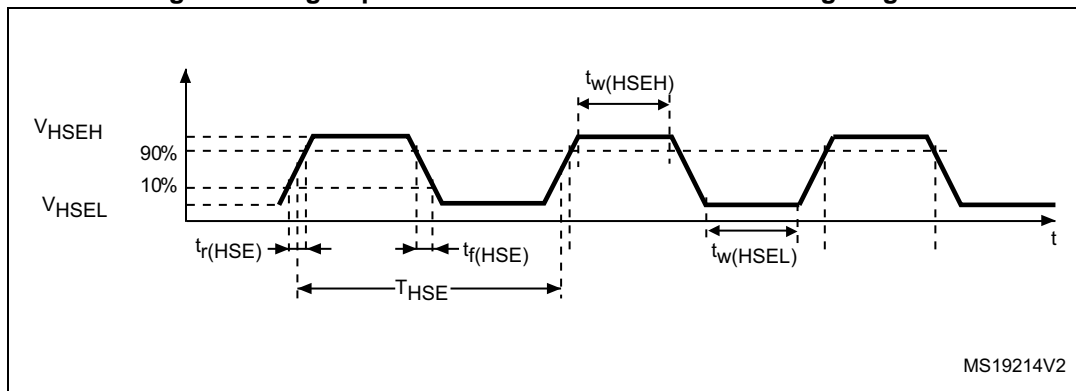 V_HSEH
90%
10%
V_HSEL
t_r(HSE)
t_f(HSE)
T_HSE
t_w(HSEH)
t_w(HSEL)
t
MS19214V2